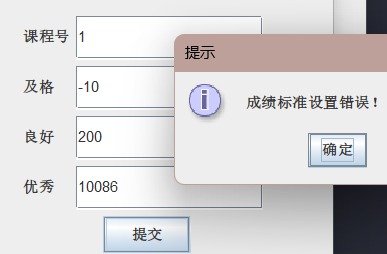 课程号 1
提示
及格 -10
成绩标准设置错误！
良好 200
确定
优秀 10086
提交